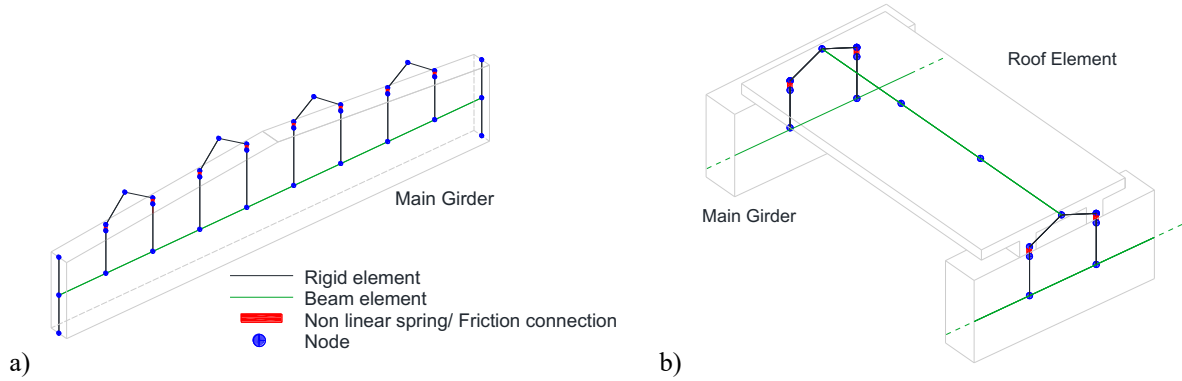 Main Girder
Rigid element
Beam element
Non linear spring/ Friction connection
Node
a)
Roof Element
Main Girder
b)